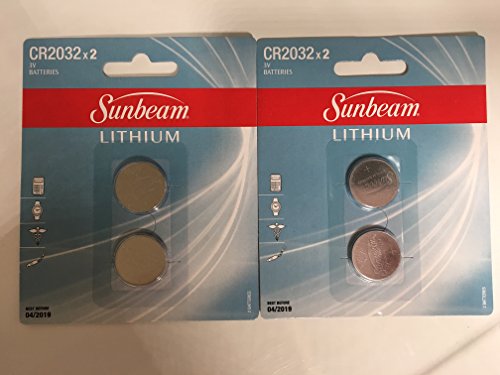 CR2032 x 2
3V
BATTERIES
Sunbeam
LITHIUM
BEST BEFORE
04/2019
CR2032 x 2
3V
BATTERIES
Sunbeam
LITHIUM
Sunbeam
BEST BEFORE
04/2019